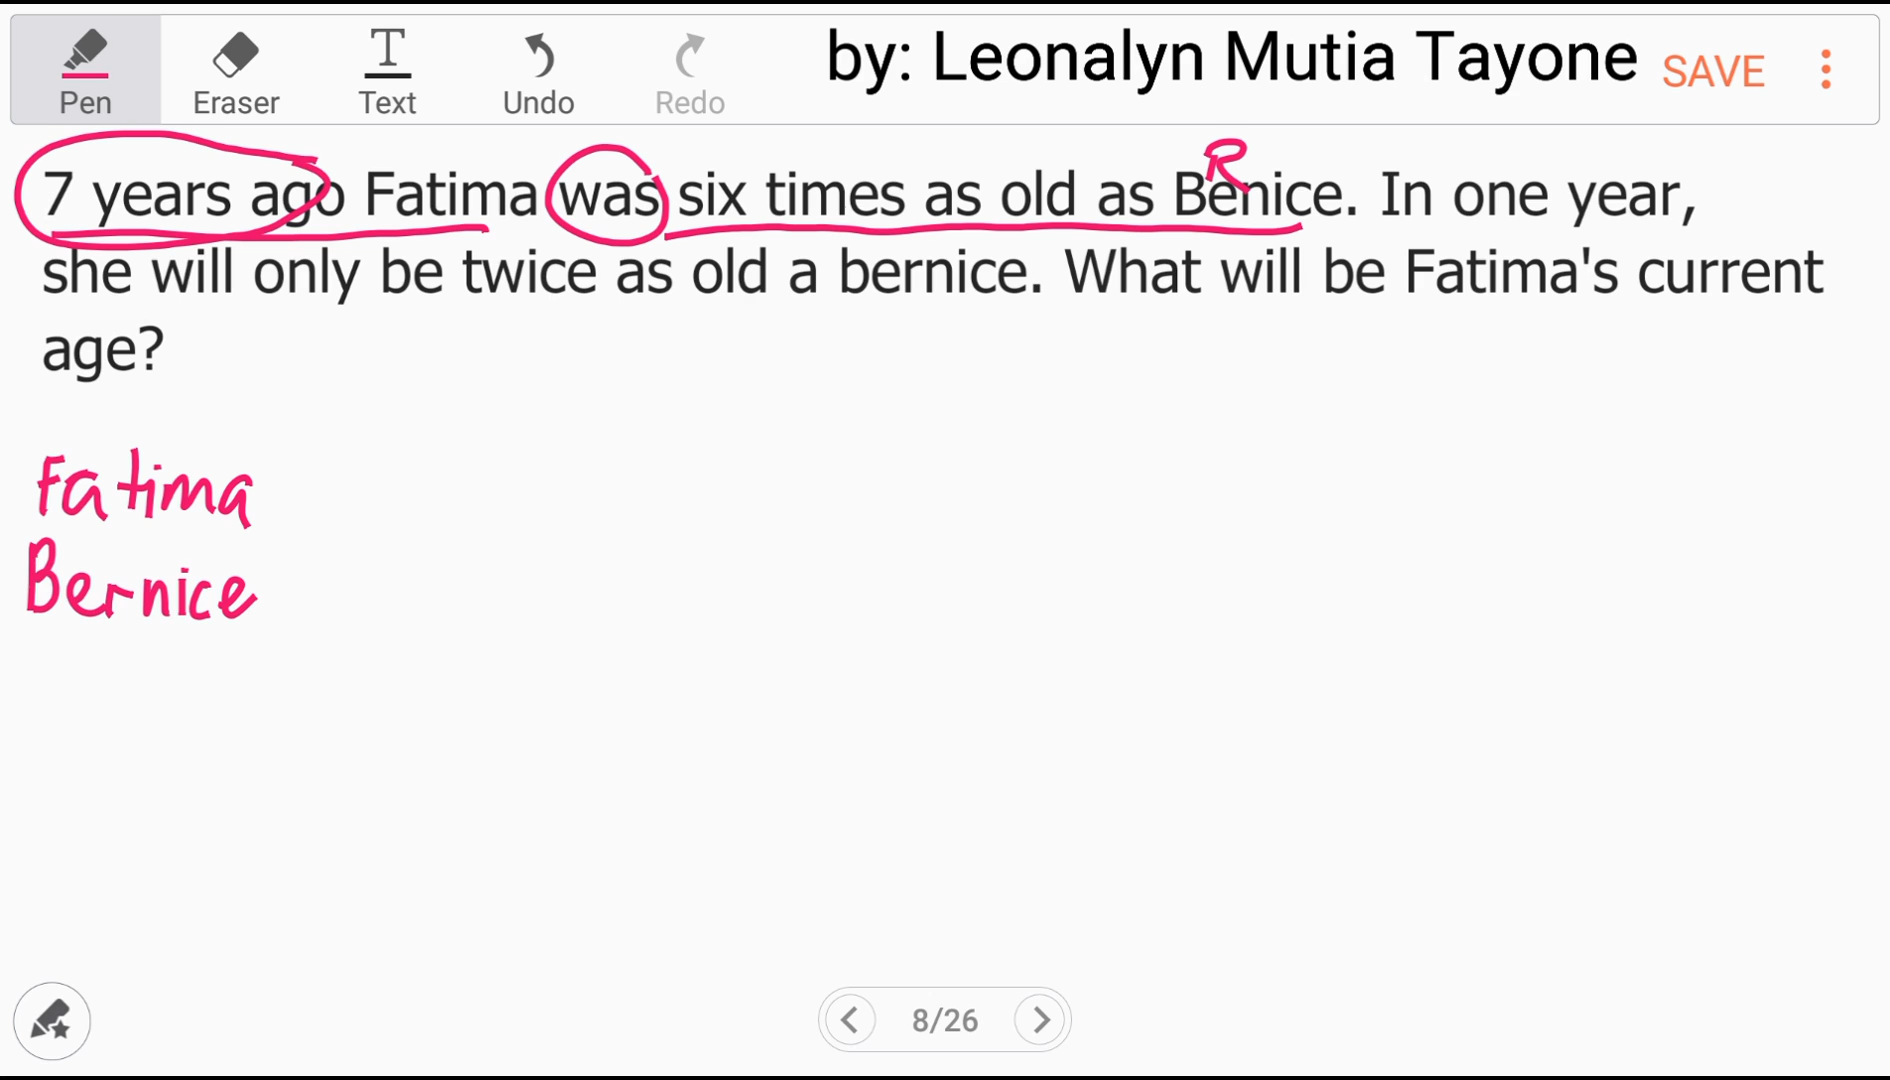 Pen Eraser Text Undo Redo by: Leonalyn Mutia Tayone SAVE
R
7 years ago Fatima was six times as old as Benice. In one year,
she will only be twice as old a bernice. What will be Fatima's current
age?
Fatima
Bernice
8/26